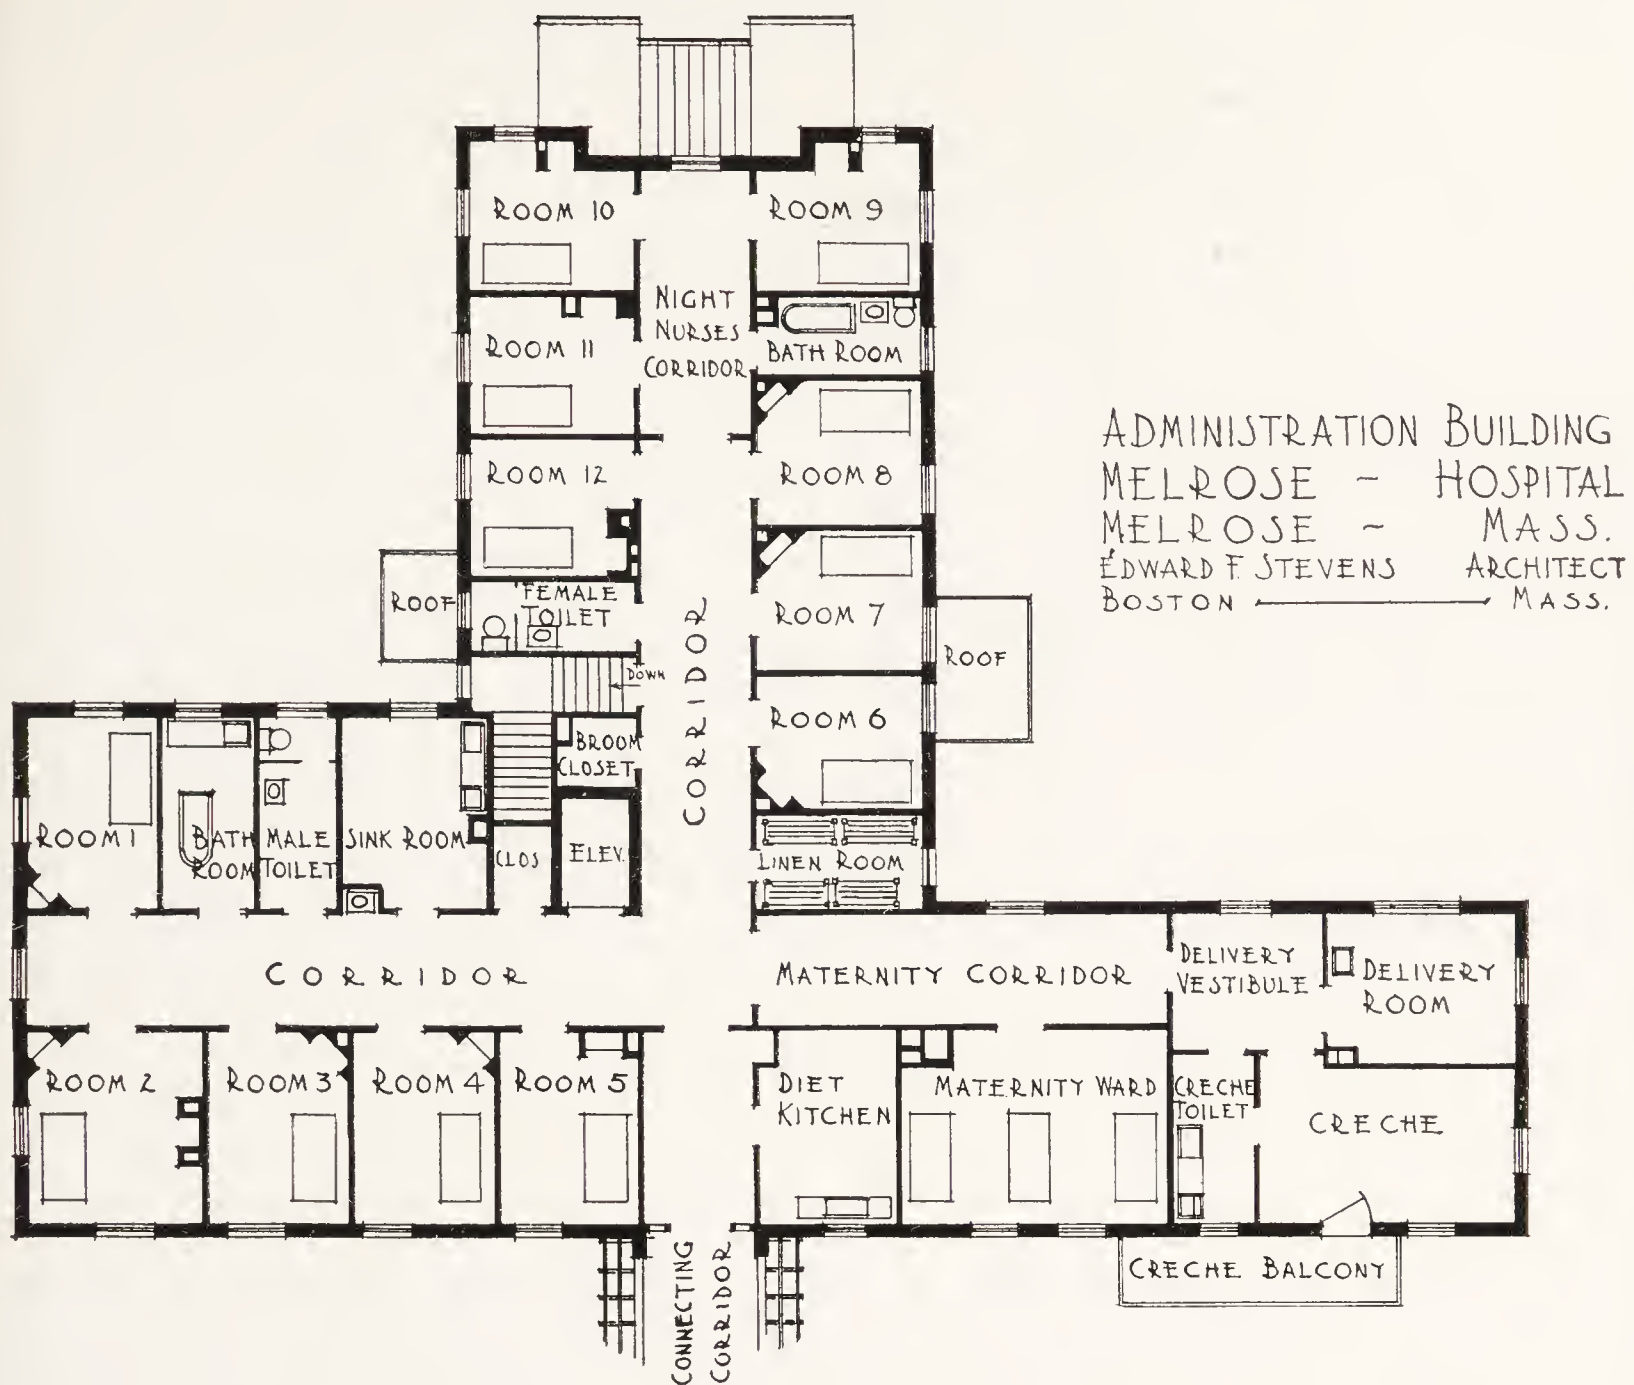 ROOM 10
ROOM 9
NIGHT
NURSES
CORRIDOR
ROOM 11
BATH ROOM
ROOM 12
ROOM 8
ADMINISTRATION BUILDING
MELROSE - HOSPITAL
MELROSE - MASS.
EDWARD F. STEVENS ARCHITECT
BOSTON MASS.
ROOF
FEMALE
TOILET
ROOM 7
ROOF
DOWN
CORRIDOR
ROOM 6
BROOM
CLOSET
ROOM 1
BATH
ROOM
MALE
TOILET
SINK ROOM
CLOS
ELEV.
LINEN ROOM
CORRIDOR
MATERNITY CORRIDOR
DELIVERY
VESTIBULE
DELIVERY
ROOM
ROOM 2
ROOM 3
ROOM 4
ROOM 5
DIET
KITCHEN
MATERNITY WARD
CRECHE
TOILET
CRECHE
CONNECTING
CORRIDOR
CRECHE BALCONY